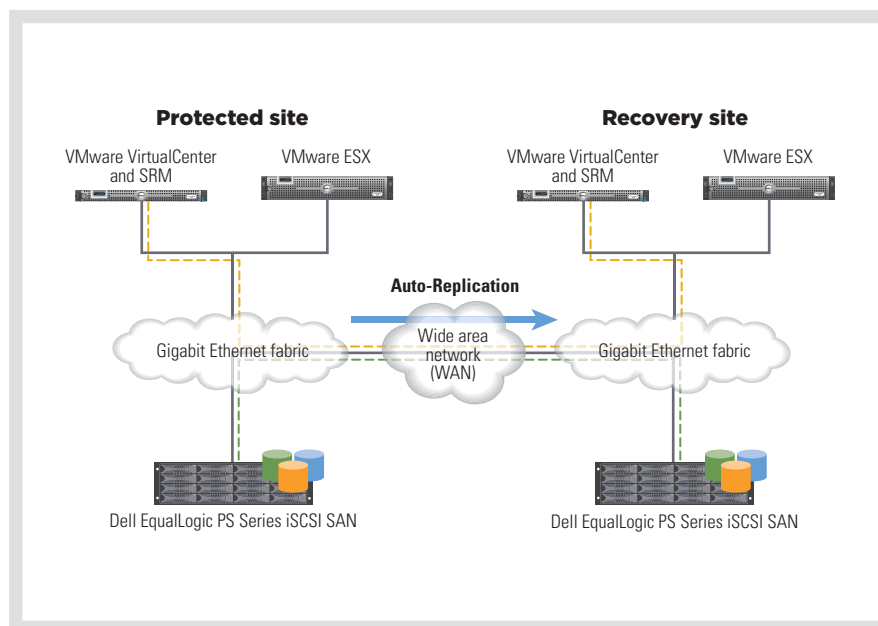 Protected site
Recovery site
VMware VirtualCenter
and SRM
VMware ESX
VMware VirtualCenter
and SRM
VMware ESX
Auto-Replication
Gigabit Ethernet fabric
Wide area
network
(WAN)
Gigabit Ethernet fabric
Dell EqualLogic PS Series iSCSI SAN
Dell EqualLogic PS Series iSCSI SAN